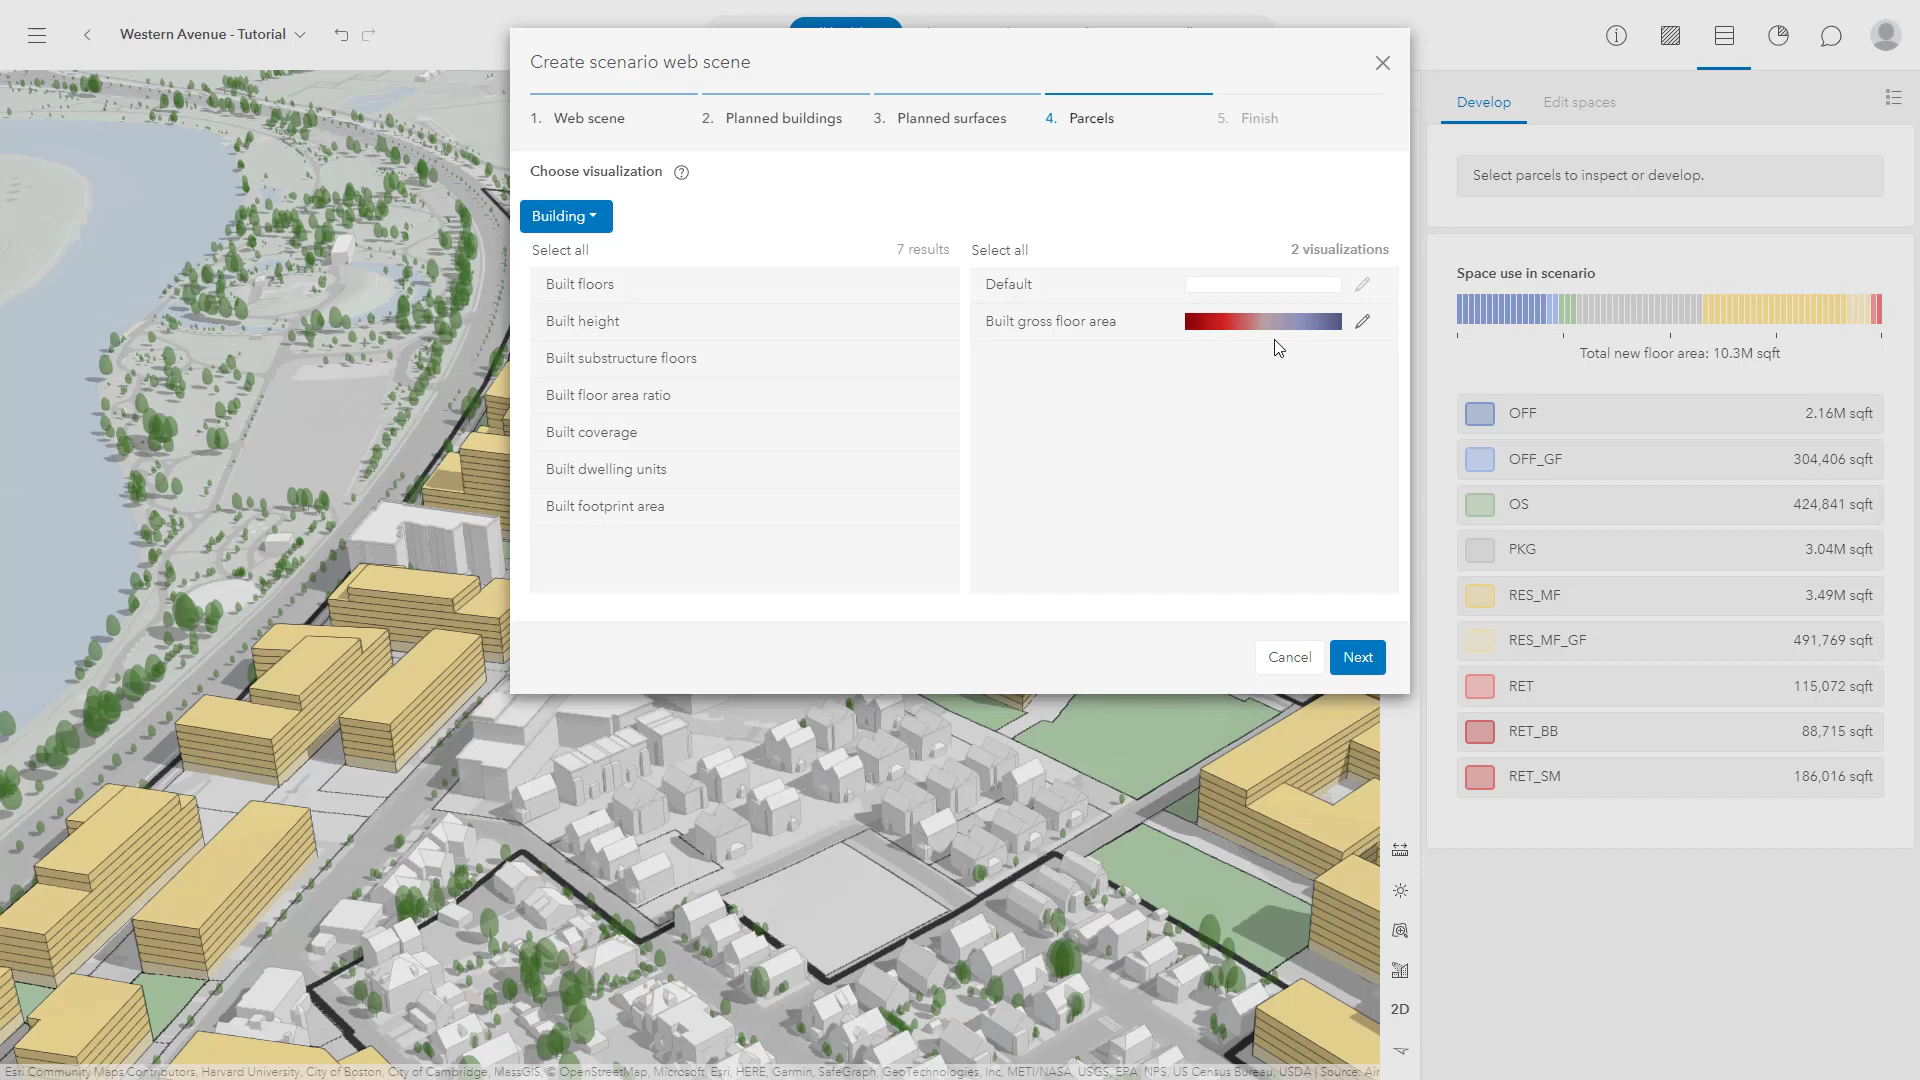 Western Avenue - Tutorial
Create scenario web scene
1. Web scene
2. Planned buildings
3. Planned surfaces
4. Parcels
5. Finish
Choose visualization
Building
Select all
7 results
Built floors
Built height
Built substructure floors
Built floor area ratio
Built coverage
Built dwelling units
Built footprint area
Select all
2 visualizations
Default
Built gross floor area
Cancel
Next
Develop
Edit spaces
Select parcels to inspect or develop.
Space use in scenario
Total new floor area: 10.3M sqft
OFF 2.16M sqft
OFF_GF 304,406 sqft
OS 424,841 sqft
PKG 3.04M sqft
RES_MF 3.49M sqft
RES_MF_GF 491,769 sqft
RET 115,072 sqft
RET_BB 88,715 sqft
RET_SM 186,016 sqft
2D
Esri Community Maps Contributors, Harvard University, City of Boston, City of Cambridge, MassGIS, © OpenStreetMap, Microsoft, Esri, HERE, Garmin, SafeGraph, GeoTechnologies, Inc, METI/NASA, USGS, EPA, NPS, US Census Bureau, USDA | Source: Air